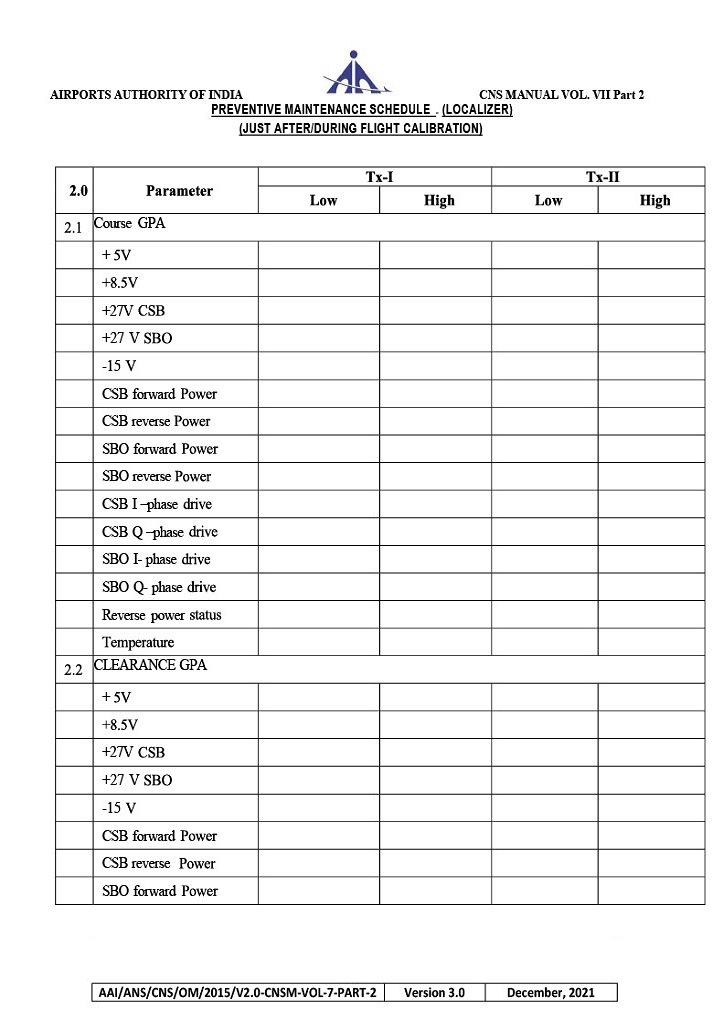 AIRPORTS AUTHORITY OF INDIA CNS MANUAL VOL. VII Part 2
PREVENTIVE MAINTENANCE SCHEDULE - (LOCALIZER)
(JUST AFTER/DURING FLIGHT CALIBRATION)
2.0 Parameter Tx-I Tx-II
Low High Low High
2.1 Course GPA
+ 5V
+8.5V
+27V CSB
+27 V SBO
-15 V
CSB forward Power
CSB reverse Power
SBO forward Power
SBO reverse Power
CSB I –phase drive
CSB Q –phase drive
SBO I- phase drive
SBO Q- phase drive
Reverse power status
Temperature
2.2 CLEARANCE GPA
+ 5V
+8.5V
+27V CSB
+27 V SBO
-15 V
CSB forward Power
CSB reverse Power
SBO forward Power
AAI/ANS/CNS/OM/2015/V2.0-CNSM-VOL-7-PART-2 Version 3.0 December, 2021